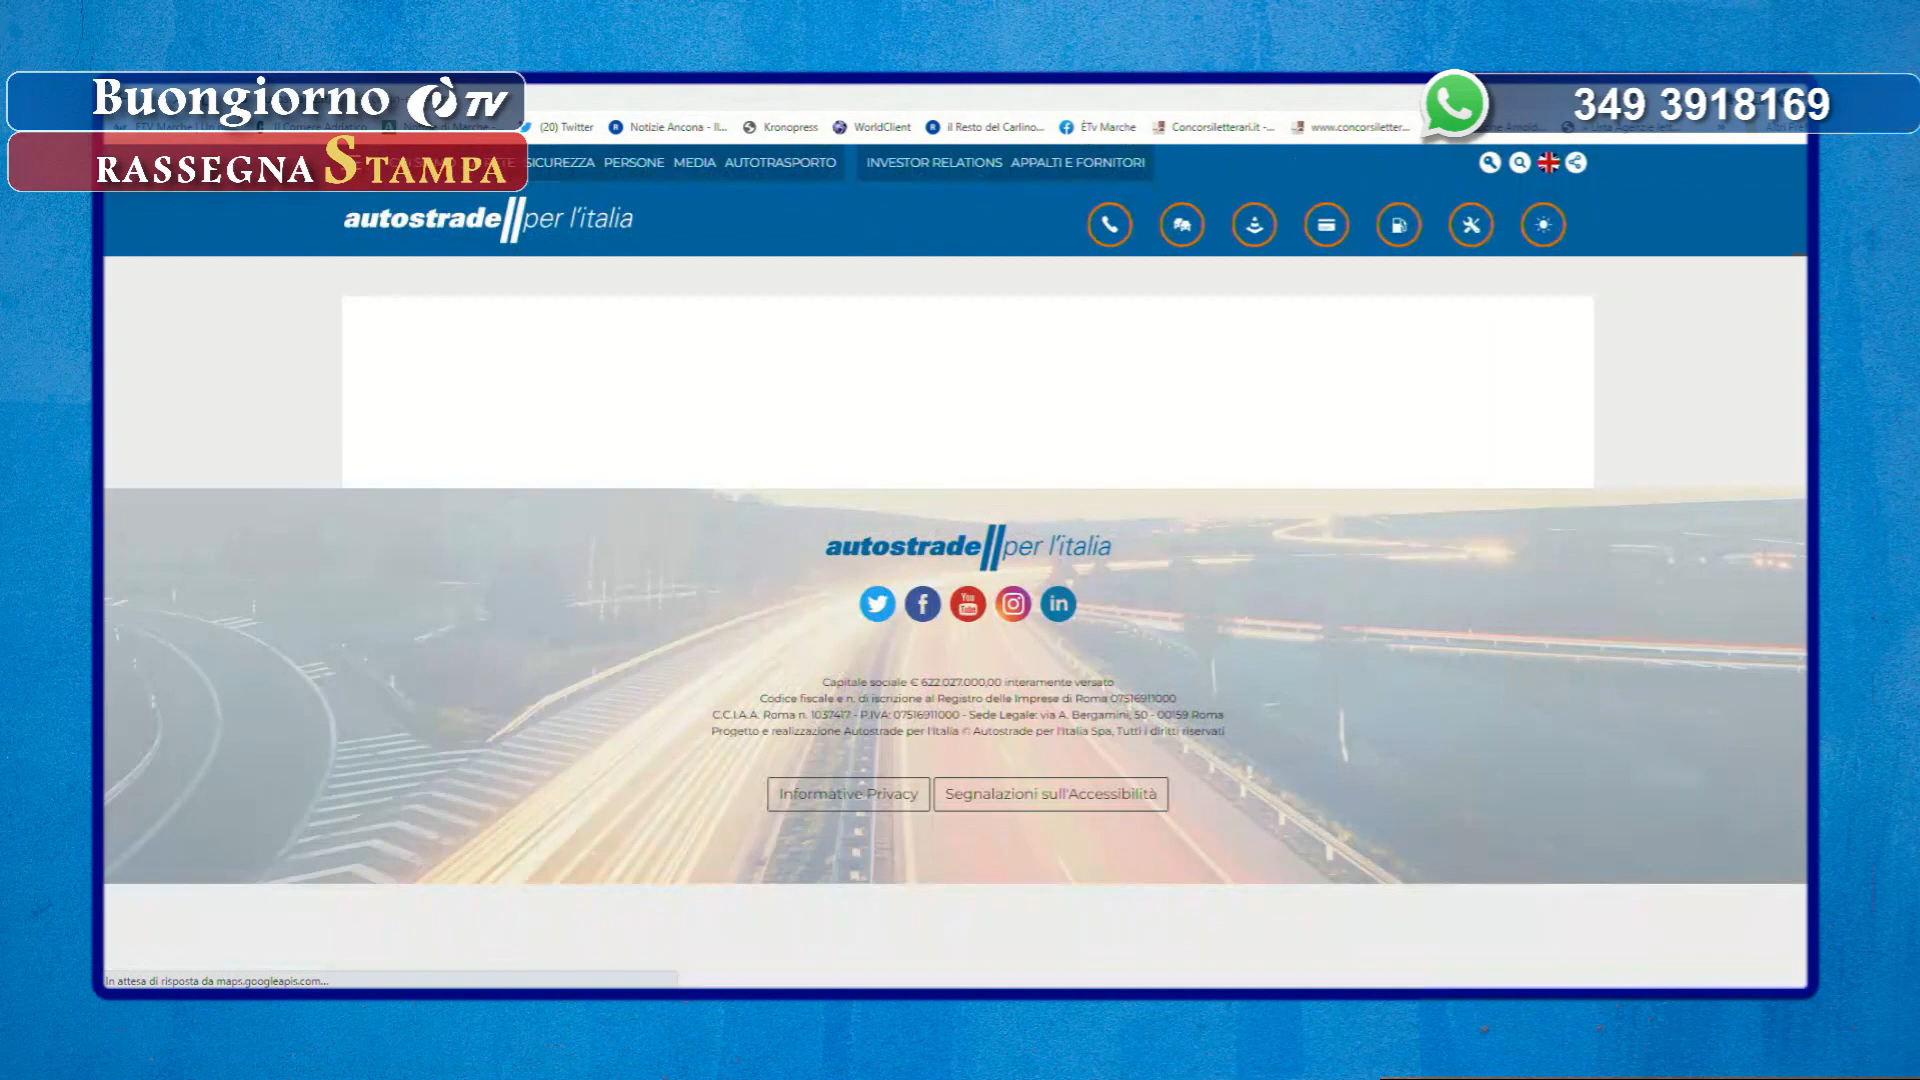 Buongiorno è TV
RASSEGNA STAMPA
349 3918169
(20) Twitter
Notizie Ancona - IL...
Kronopress
WorldClient
il Resto del Carlino...
ÈTv Marche
Concorsiletterari.it -...
www.concorsiletter...
SICUREZZA PERSONE MEDIA AUTOTRASPORTO
INVESTOR RELATIONS APPALTI E FORNITORI
autostrade//per l'italia
autostrade//per l'italia
You
Tube
in
Capitale sociale € 622.027.000,00 interamente versato
Codice fiscale e n. di iscrizione al Registro delle Imprese di Roma 07516911000
C.C.I.A.A. Roma n. 1037417 - P.IVA: 07516911000 - Sede Legale: via A. Bergamini, 50 - 00159 Roma
Progetto e realizzazione Autostrade per l'Italia © Autostrade per l'Italia Spa, Tutti i diritti riservati
Informative Privacy
Segnalazioni sull'Accessibilità
In attesa di risposta da maps.googleapis.com...